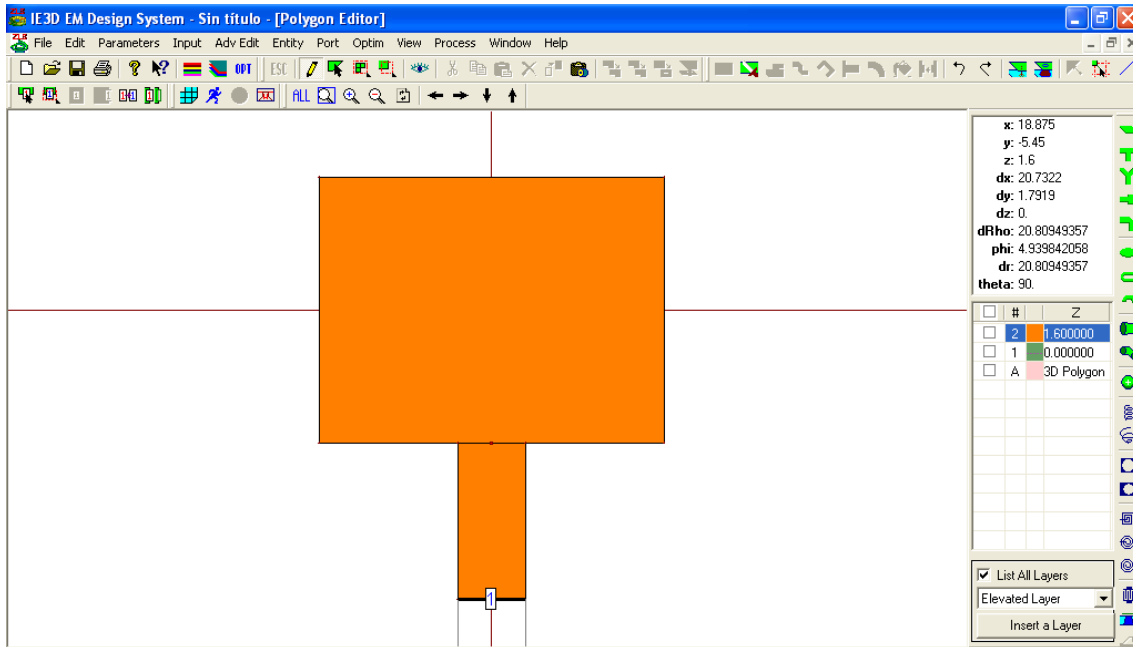 IE3D EM Design System - Sin título - [Polygon Editor]
File Edit Parameters Input Adv Edit Entity Port Optim View Process Window Help
OPT ESC
ALL
x: 18.875
y: -5.45
z: 1.6
dx: 20.7322
dy: 1.7919
dz: 0.
dRho: 20.80949357
phi: 4.939842058
dr: 20.80949357
theta: 90.
# Z
2 1.600000
1 0.000000
A 3D Polygon
1
List All Layers
Elevated Layer
Insert a Layer